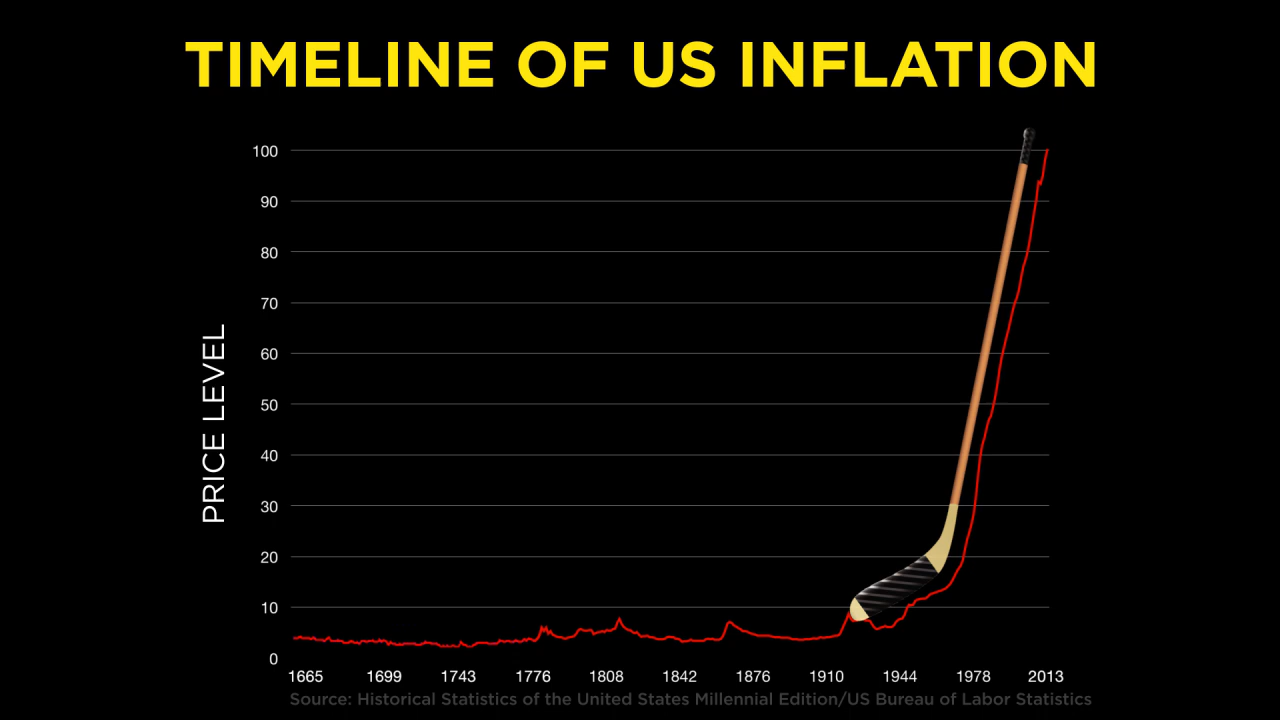 TIMELINE OF US INFLATION
PRICE LEVEL
100
90
80
70
60
50
40
30
20
10
0
1665 1699 1743 1776 1808 1842 1876 1910 1944 1978 2013
Source: Historical Statistics of the United States Millennial Edition/US Bureau of Labor Statistics